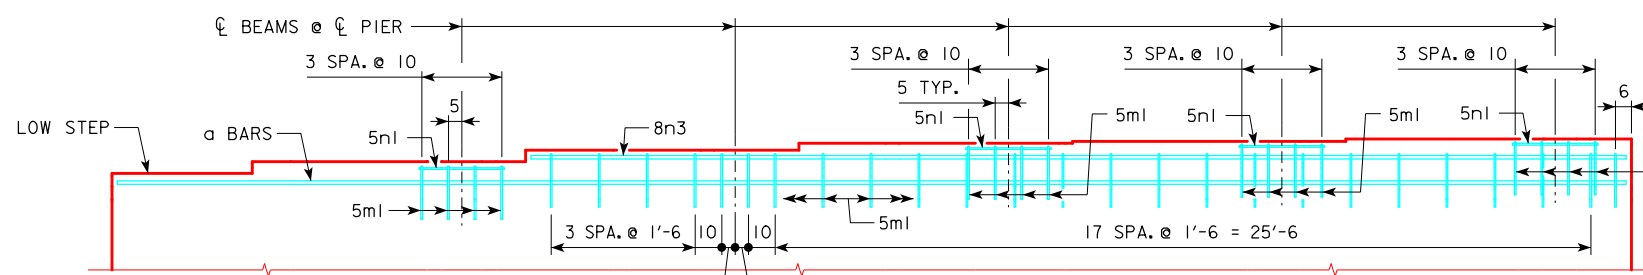 ℄ BEAMS @ ℄ PIER
3 SPA. @ 10
3 SPA. @ 10
3 SPA. @ 10
3 SPA. @ 10
5 TYP.
5
6
LOW STEP
a BARS
5n1
8n3
5n1
5m1
5n1
5m1
5n1
5m1
5m1
3 SPA. @ 1'-6
10
10
17 SPA. @ 1'-6 = 25'-6